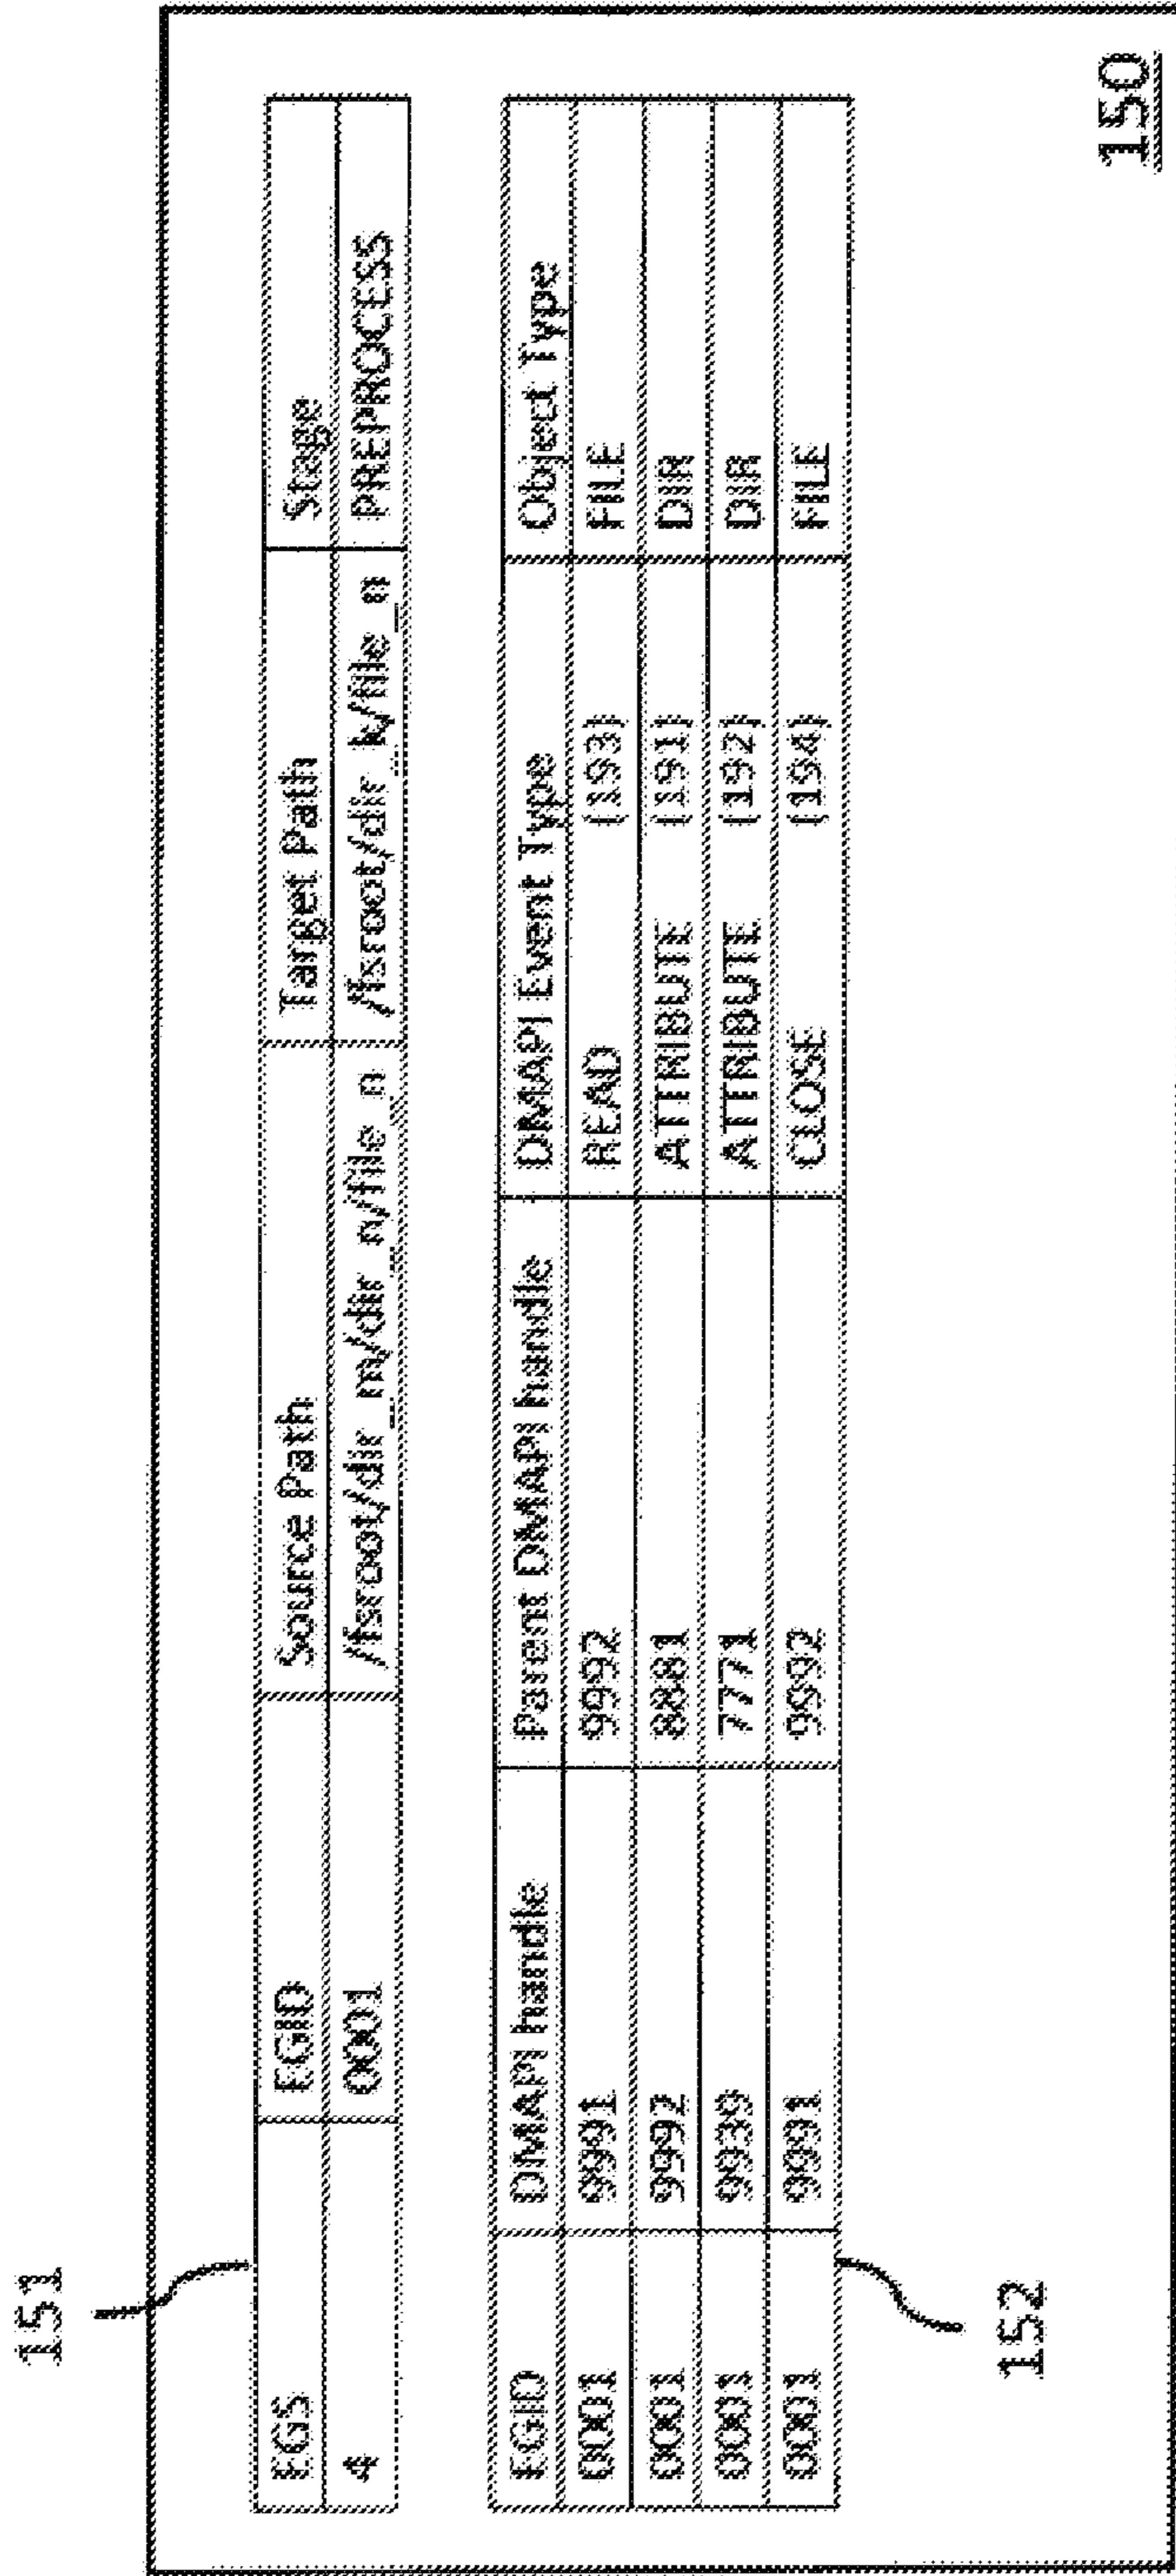 151
EGS EGID Source Path Target Path Stage
4 0001 /fsroot/dir_m/dir_n/file_n /fsroot/dir_k/file_n PREPROCESS
EGID DMAPI handle Parent DMAPI handle DMAPI Event Type Object Type
0001 9991 9992 READ (193) FILE
0001 9992 8881 ATTRIBUTE (191) DIR
0001 9939 7771 ATTRIBUTE (192) DIR
0001 9991 9992 CLOSE (194) FILE
152
150